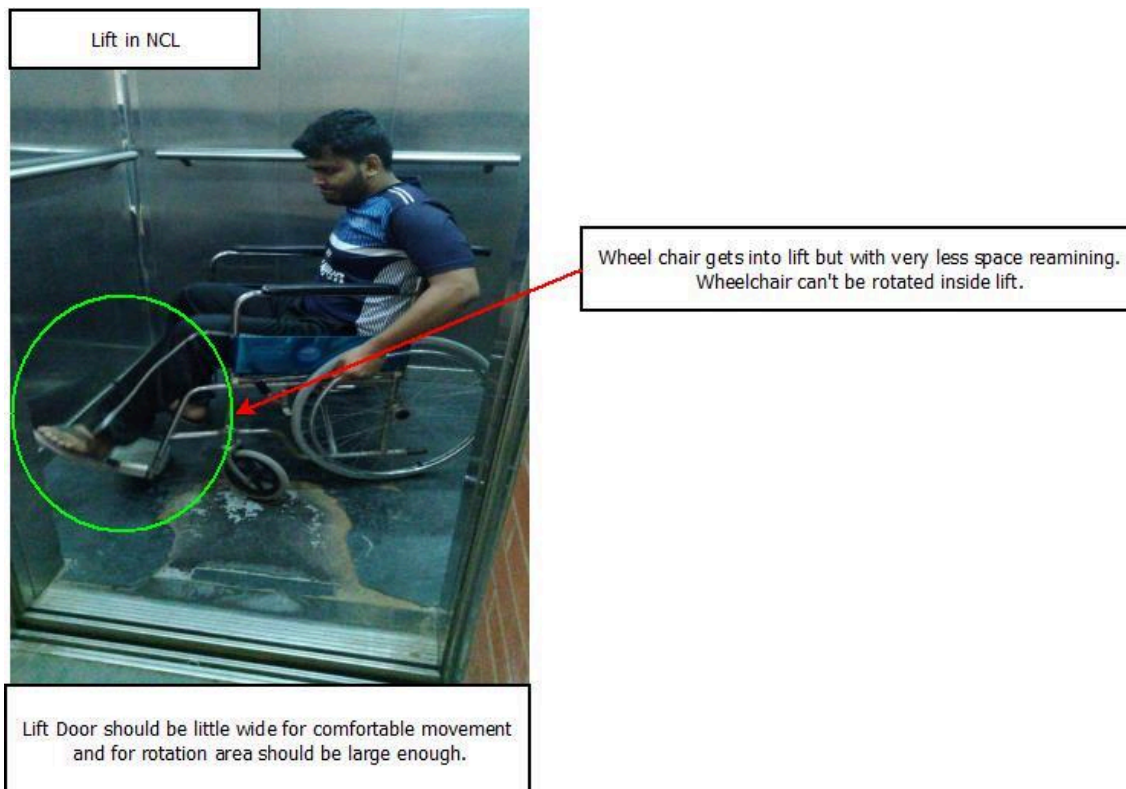 Lift in NCL
Wheel chair gets into lift but with very less space reamining.
Wheelchair can't be rotated inside lift.
Lift Door should be little wide for comfortable movement
and for rotation area should be large enough.